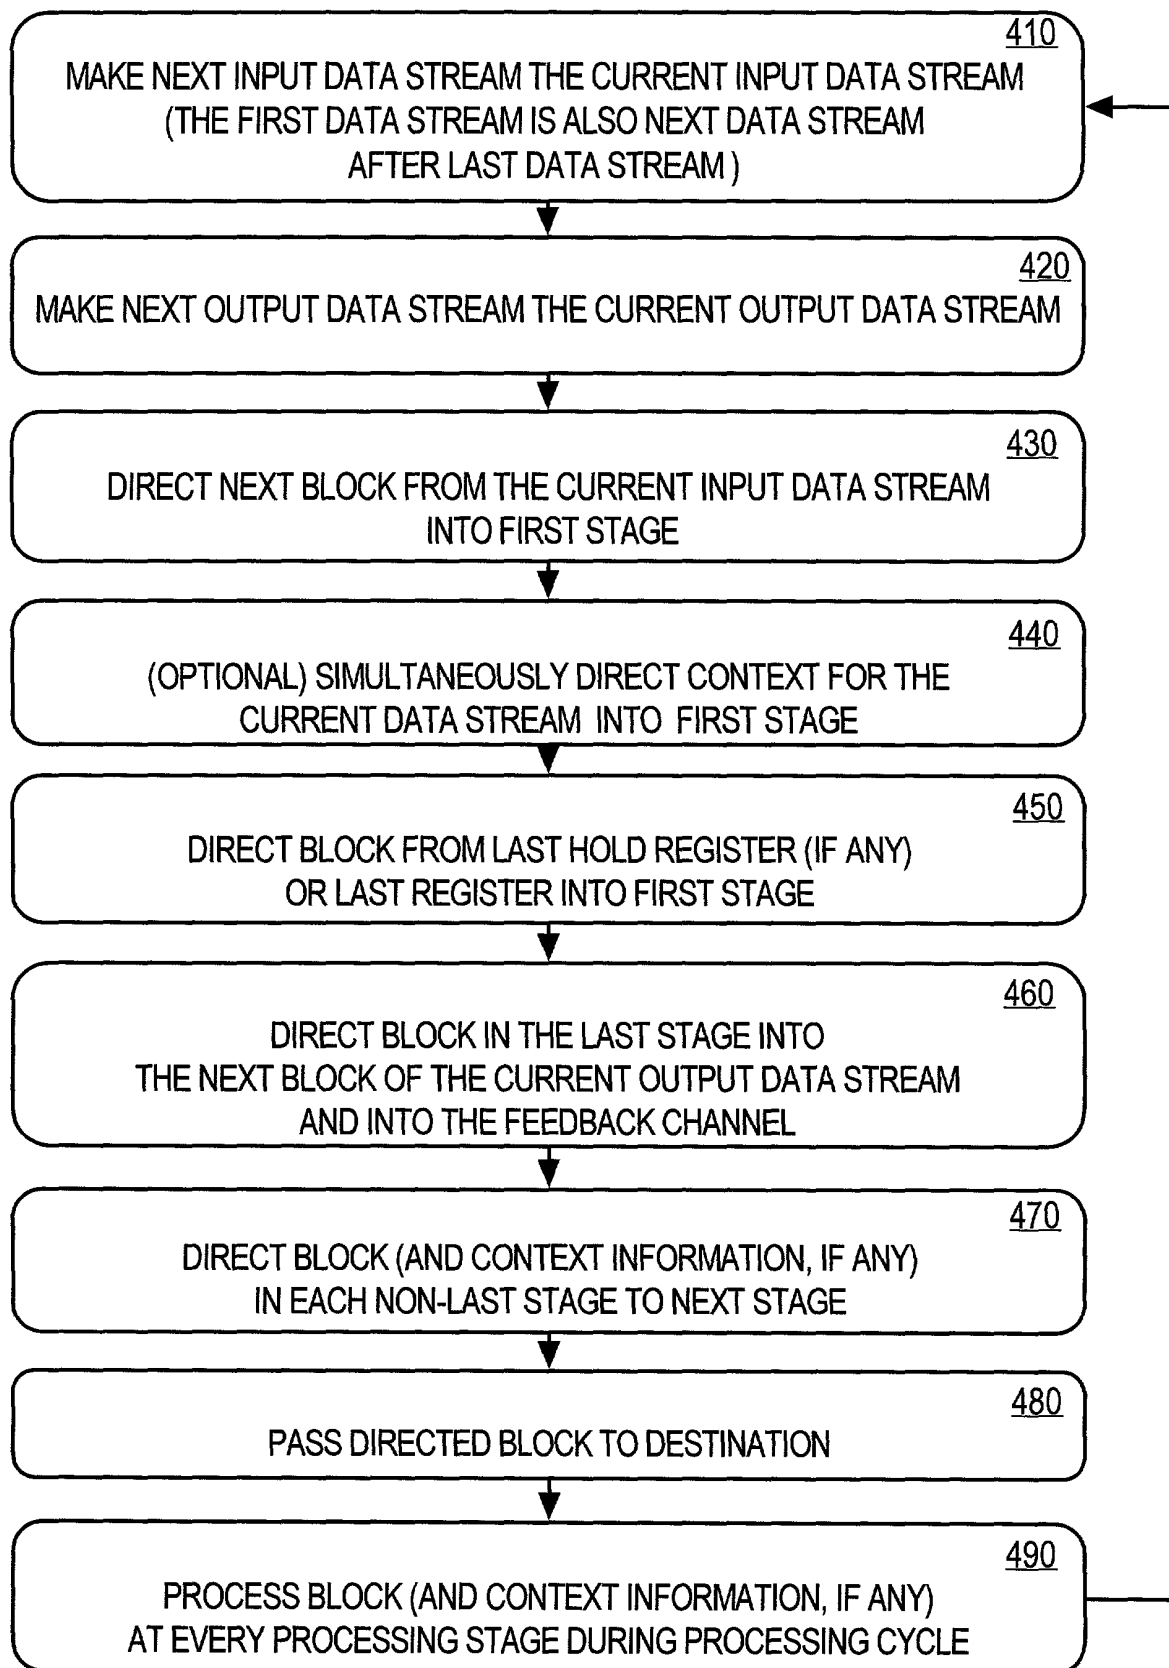 410
MAKE NEXT INPUT DATA STREAM THE CURRENT INPUT DATA STREAM
(THE FIRST DATA STREAM IS ALSO NEXT DATA STREAM
AFTER LAST DATA STREAM)
420
MAKE NEXT OUTPUT DATA STREAM THE CURRENT OUTPUT DATA STREAM
430
DIRECT NEXT BLOCK FROM THE CURRENT INPUT DATA STREAM
INTO FIRST STAGE
440
(OPTIONAL) SIMULTANEOUSLY DIRECT CONTEXT FOR THE
CURRENT DATA STREAM INTO FIRST STAGE
450
DIRECT BLOCK FROM LAST HOLD REGISTER (IF ANY)
OR LAST REGISTER INTO FIRST STAGE
460
DIRECT BLOCK IN THE LAST STAGE INTO
THE NEXT BLOCK OF THE CURRENT OUTPUT DATA STREAM
AND INTO THE FEEDBACK CHANNEL
470
DIRECT BLOCK (AND CONTEXT INFORMATION, IF ANY)
IN EACH NON-LAST STAGE TO NEXT STAGE
480
PASS DIRECTED BLOCK TO DESTINATION
490
PROCESS BLOCK (AND CONTEXT INFORMATION, IF ANY)
AT EVERY PROCESSING STAGE DURING PROCESSING CYCLE